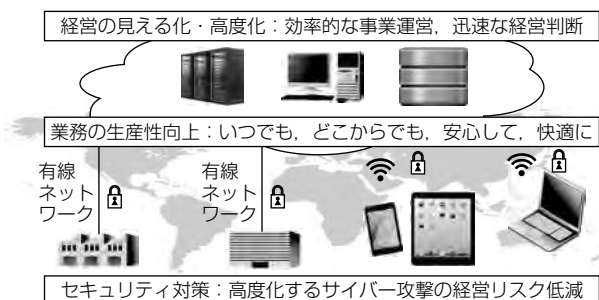 経営の見える化・高度化：効率的な事業運営，迅速な経営判断
業務の生産性向上：いつでも，どこからでも，安心して，快適に
有線
ネット
ワーク
有線
ネット
ワーク
セキュリティ対策：高度化するサイバー攻撃の経営リスク低減